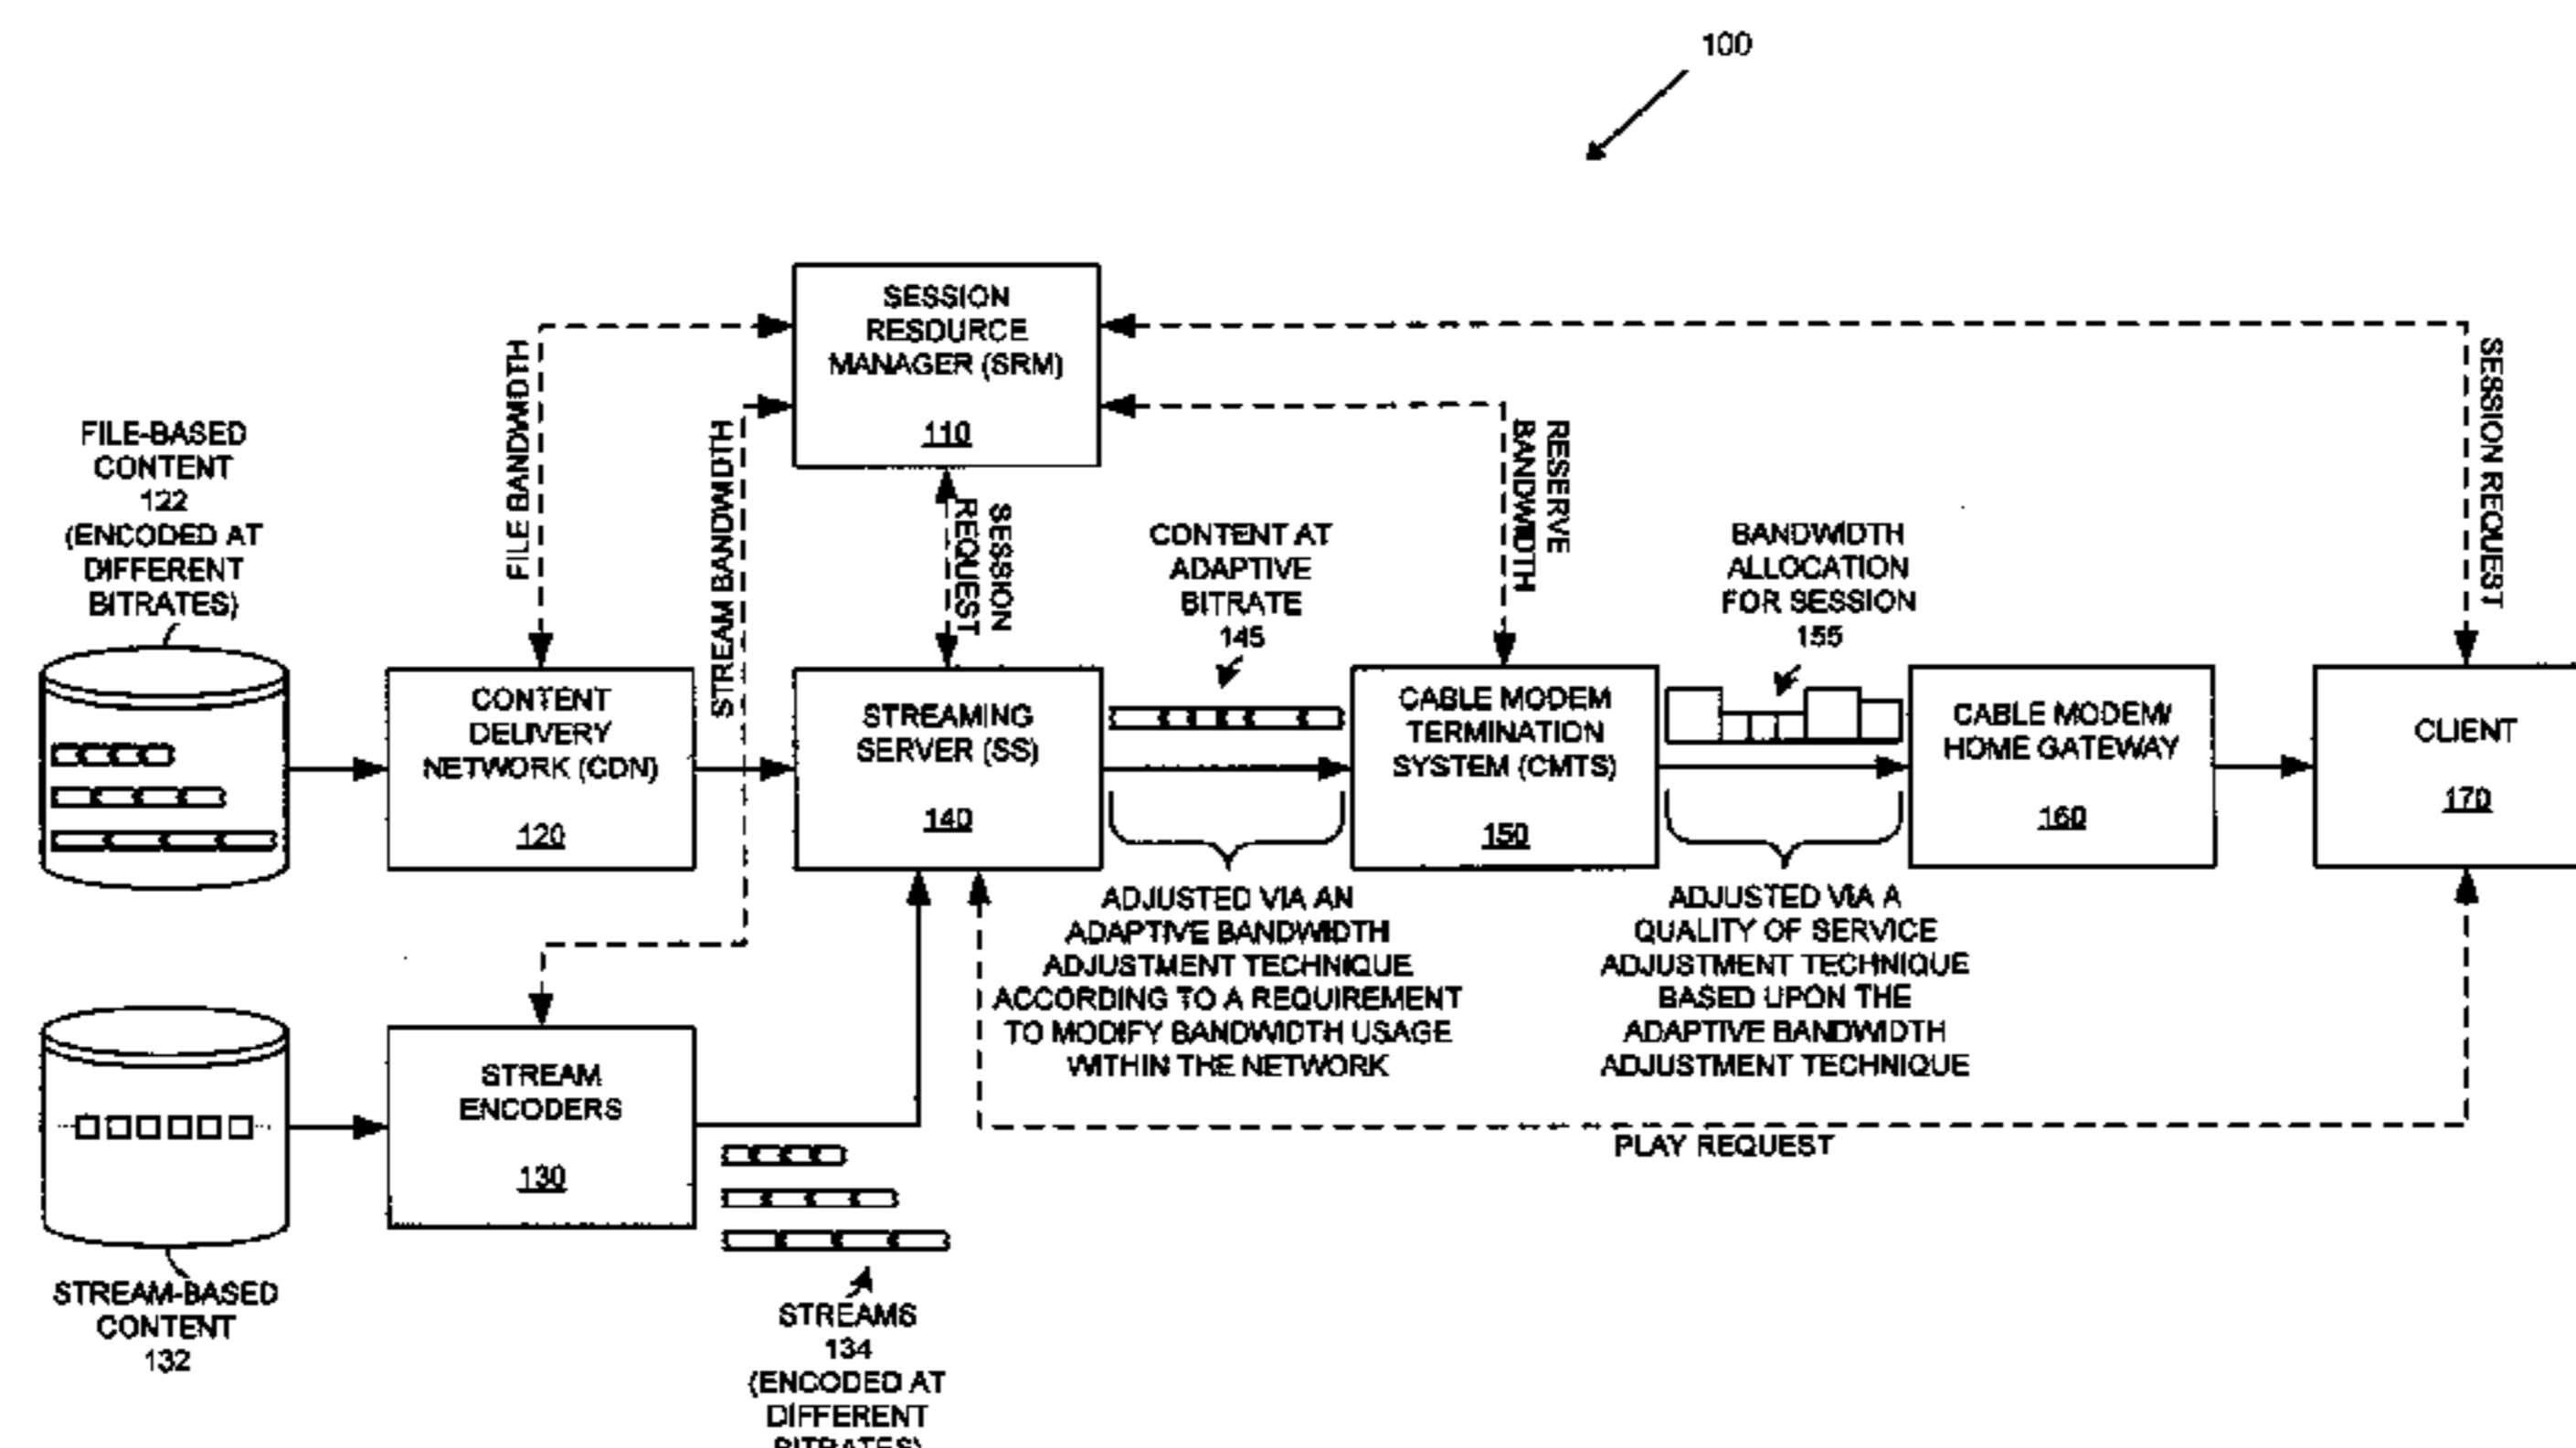 100
SESSION
RESOURCE
MANAGER (SRM)
110
FILE BANDWIDTH
STREAM BANDWIDTH
SESSION
REQUEST
RESERVE
BANDWIDTH
SESSION REQUEST
FILE-BASED
CONTENT
122
(ENCODED AT
DIFFERENT
BITRATES)
CONTENT AT
ADAPTIVE
BITRATE
145
BANDWIDTH
ALLOCATION
FOR SESSION
155
CONTENT
DELIVERY
NETWORK (CDN)
120
STREAMING
SERVER (SS)
140
CABLE MODEM
TERMINATION
SYSTEM (CMTS)
150
CABLE MODEM/
HOME GATEWAY
160
CLIENT
170
ADJUSTED VIA AN
ADAPTIVE BANDWIDTH
ADJUSTMENT TECHNIQUE
ACCORDING TO A REQUIREMENT
TO MODIFY BANDWIDTH USAGE
WITHIN THE NETWORK
ADJUSTED VIA A
QUALITY OF SERVICE
ADJUSTMENT TECHNIQUE
BASED UPON THE
ADAPTIVE BANDWIDTH
ADJUSTMENT TECHNIQUE
STREAM
ENCODERS
130
PLAY REQUEST
STREAM-BASED
CONTENT
132
STREAMS
134
(ENCODED AT
DIFFERENT
BITRATES)